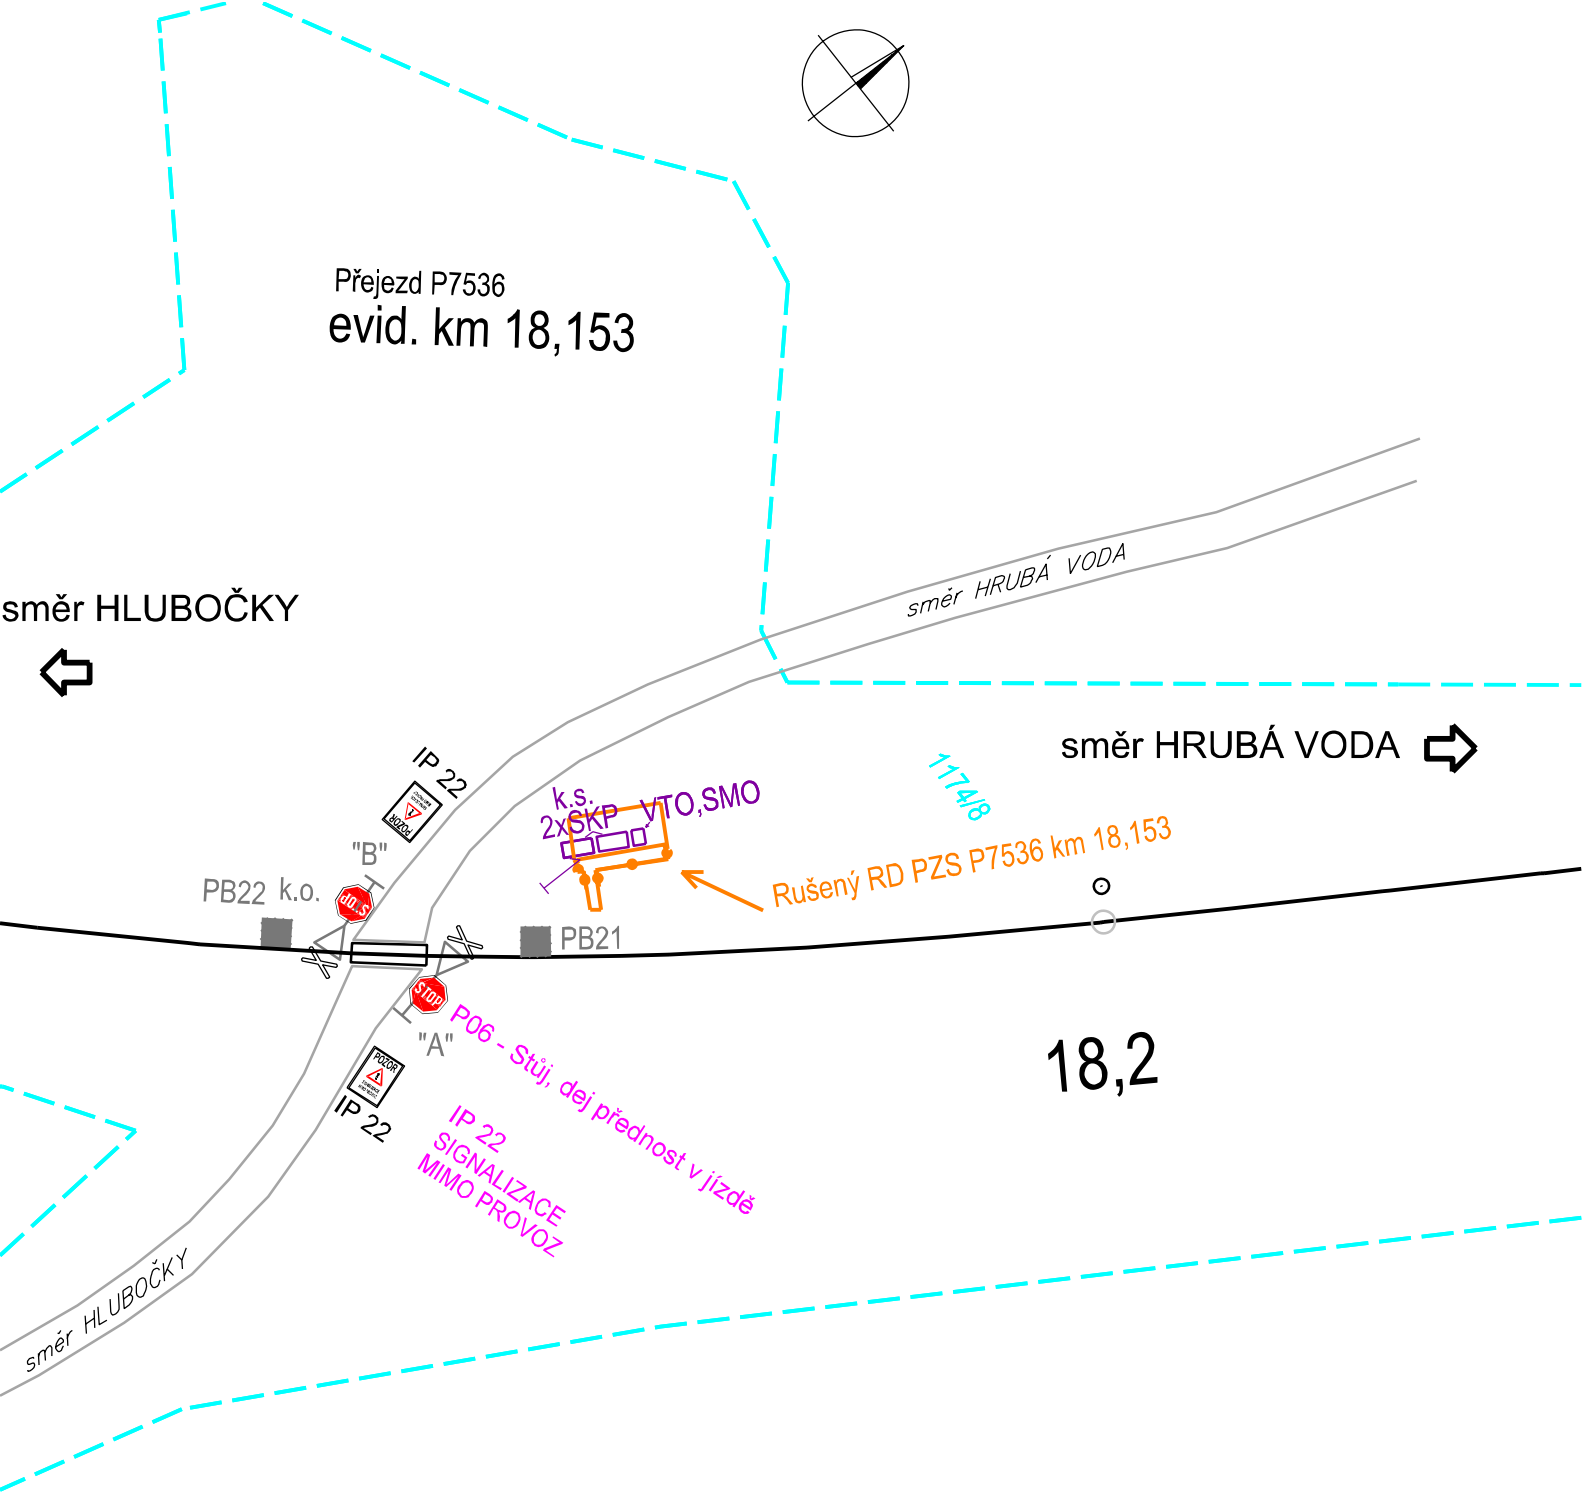 Přejezd P7536
evid. km 18,153
směr HRUBÁ VODA
směr HLUBOČKY
směr HRUBÁ VODA
IP 22
POZOR
1174/8
k.s.
2xSKP VTO,SMO
Rušený RD PZS P7536 km 18,153
"B"
PB22 k.o.
STOP
PB21
STOP
"A"
P06 - Stůj, dej přednost v jízdě
18,2
POZOR
IP 22
IP 22
SIGNALIZACE
MIMO PROVOZ
směr HLUBOČKY